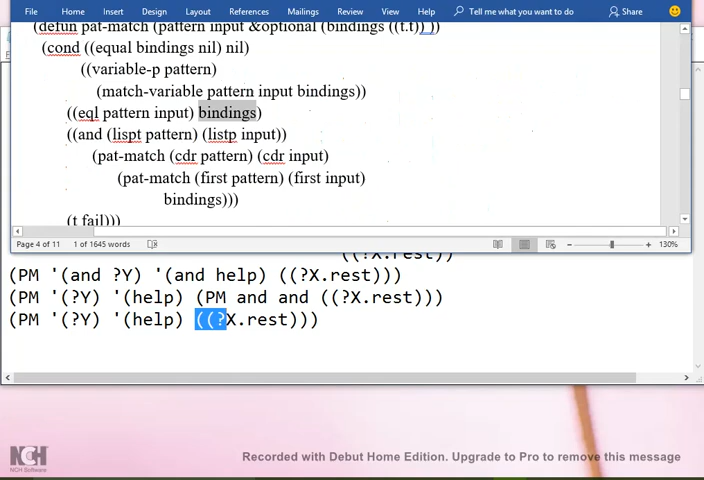 File Home Insert Design Layout References Mailings Review View Help Tell me what you want to do Share
(defun pat-match (pattern input &optional (bindings ((t.t)) ))
(cond ((equal bindings nil) nil)
((variable-p pattern)
(match-variable pattern input bindings))
((eql pattern input) bindings)
((and (lispt pattern) (listp input))
(pat-match (cdr pattern) (cdr input)
(pat-match (first pattern) (first input)
bindings)))
(t fail)))
Page 4 of 11 1 of 1645 words 130%
((?X.rest))
(PM '(and ?Y) '(and help) ((?X.rest)))
(PM '(?Y) '(help) (PM and and ((?X.rest)))
(PM '(?Y) '(help) ((?X.rest)))
NCH
NCH Software
Recorded with Debut Home Edition. Upgrade to Pro to remove this message